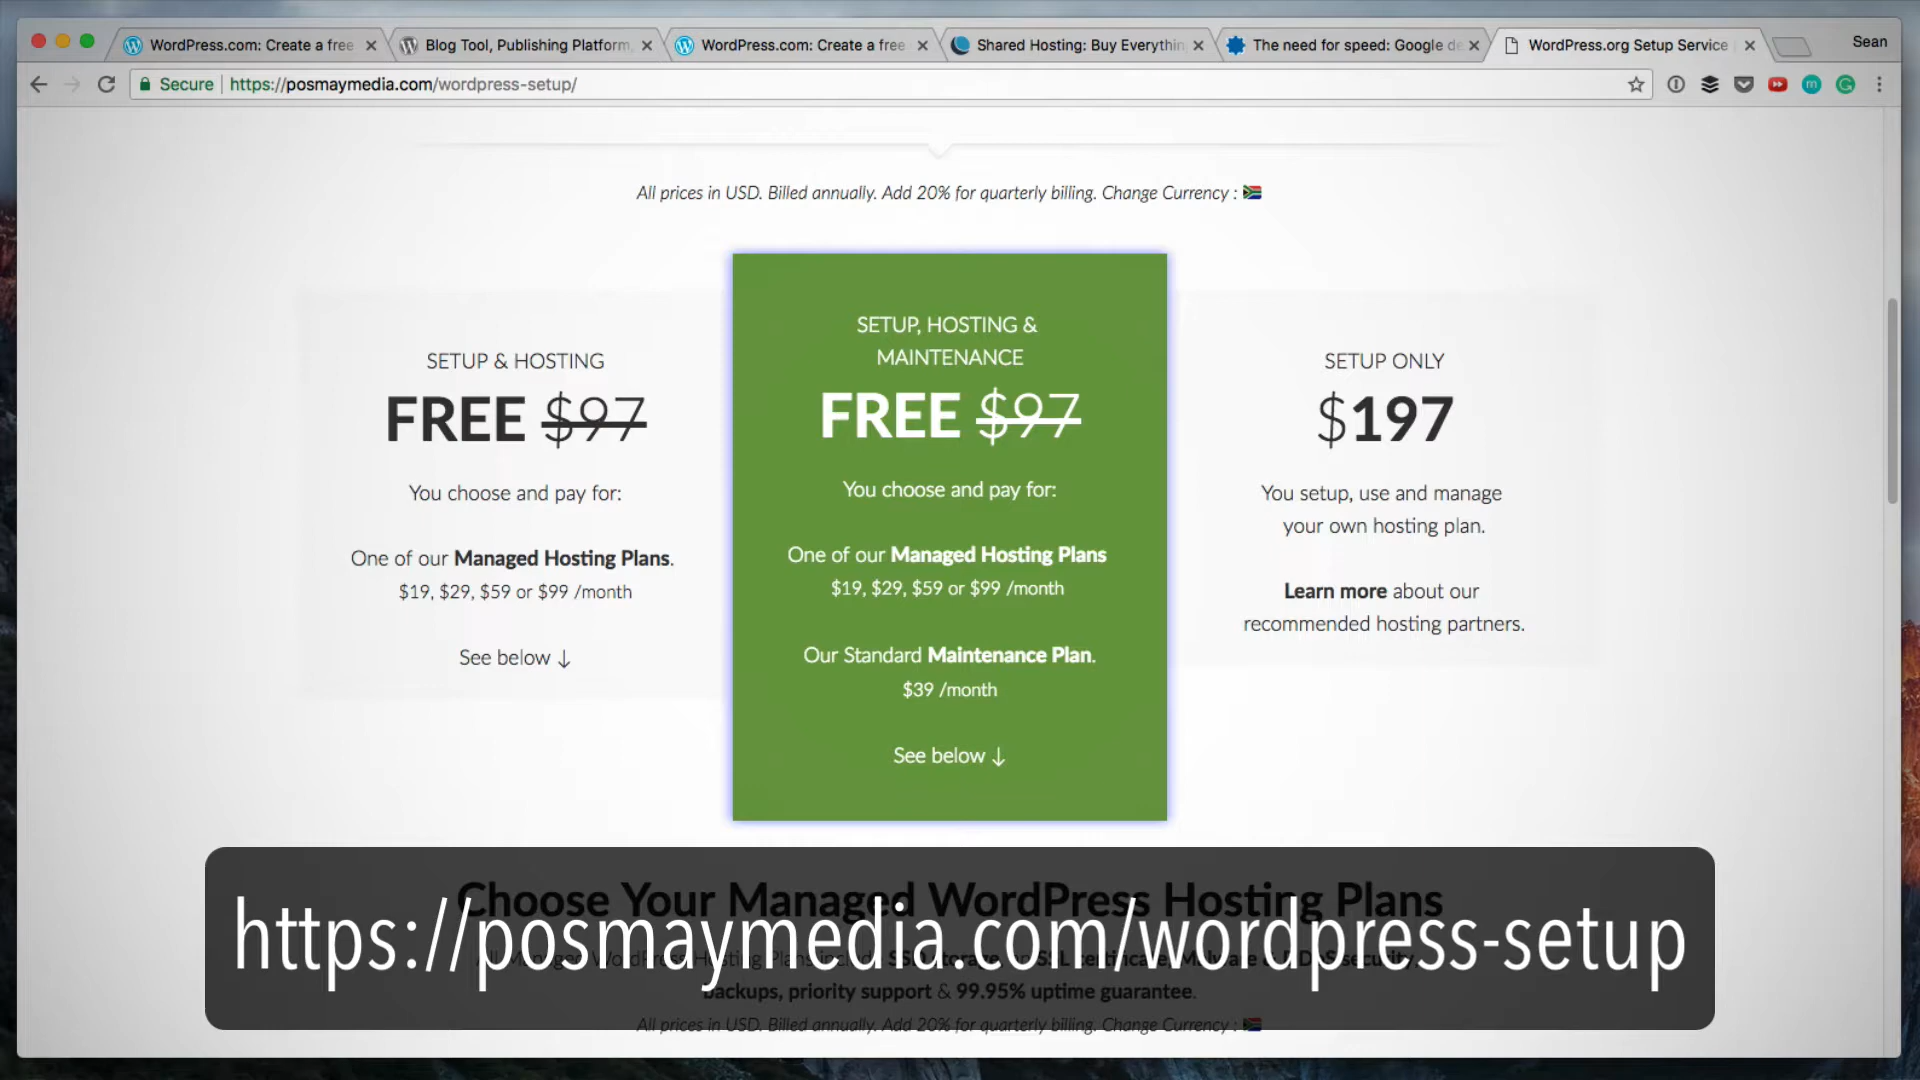 WordPress.com: Create a free
Blog Tool, Publishing Platform,
WordPress.com: Create a free
Shared Hosting: Buy Everythin
The need for speed: Google de
WordPress.org Setup Service
Sean
Secure
https://posmaymedia.com/wordpress-setup/
All prices in USD. Billed annually. Add 20% for quarterly billing. Change Currency :
SETUP & HOSTING
FREE $97
You choose and pay for:
One of our Managed Hosting Plans.
$19, $29, $59 or $99 /month
See below ↓
SETUP, HOSTING &
MAINTENANCE
FREE $97
You choose and pay for:
One of our Managed Hosting Plans
$19, $29, $59 or $99 /month
Our Standard Maintenance Plan.
$39 /month
See below ↓
SETUP ONLY
$197
You setup, use and manage
your own hosting plan.
Learn more about our
recommended hosting partners.
Choose Your Managed WordPress Hosting Plans
https://posmaymedia.com/wordpress-setup
backups, priority support & 99.95% uptime guarantee.
All prices in USD. Billed annually. Add 20% for quarterly billing. Change Currency :